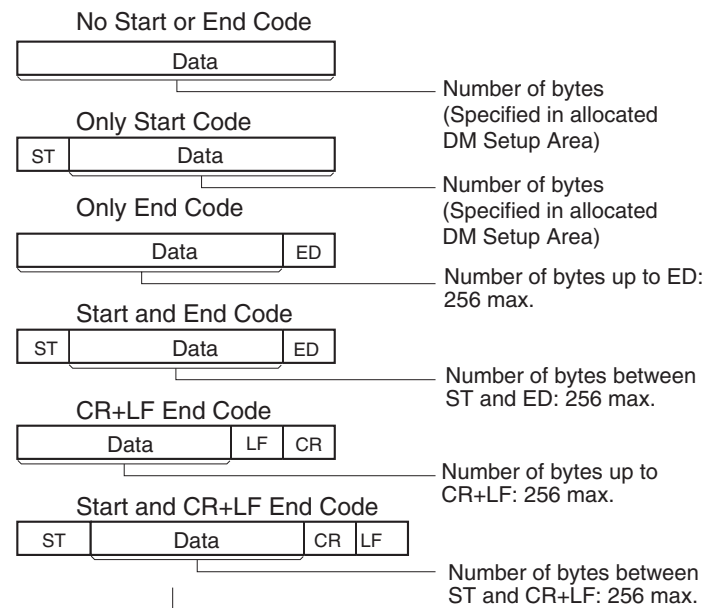 No Start or End Code
Data
Number of bytes
(Specified in allocated
DM Setup Area)
Only Start Code
ST Data
Number of bytes
(Specified in allocated
DM Setup Area)
Only End Code
Data ED
Number of bytes up to ED:
256 max.
Start and End Code
ST Data ED
Number of bytes between
ST and ED: 256 max.
CR+LF End Code
Data LF CR
Number of bytes up to
CR+LF: 256 max.
Start and CR+LF End Code
ST Data CR LF
Number of bytes between
ST and CR+LF: 256 max.